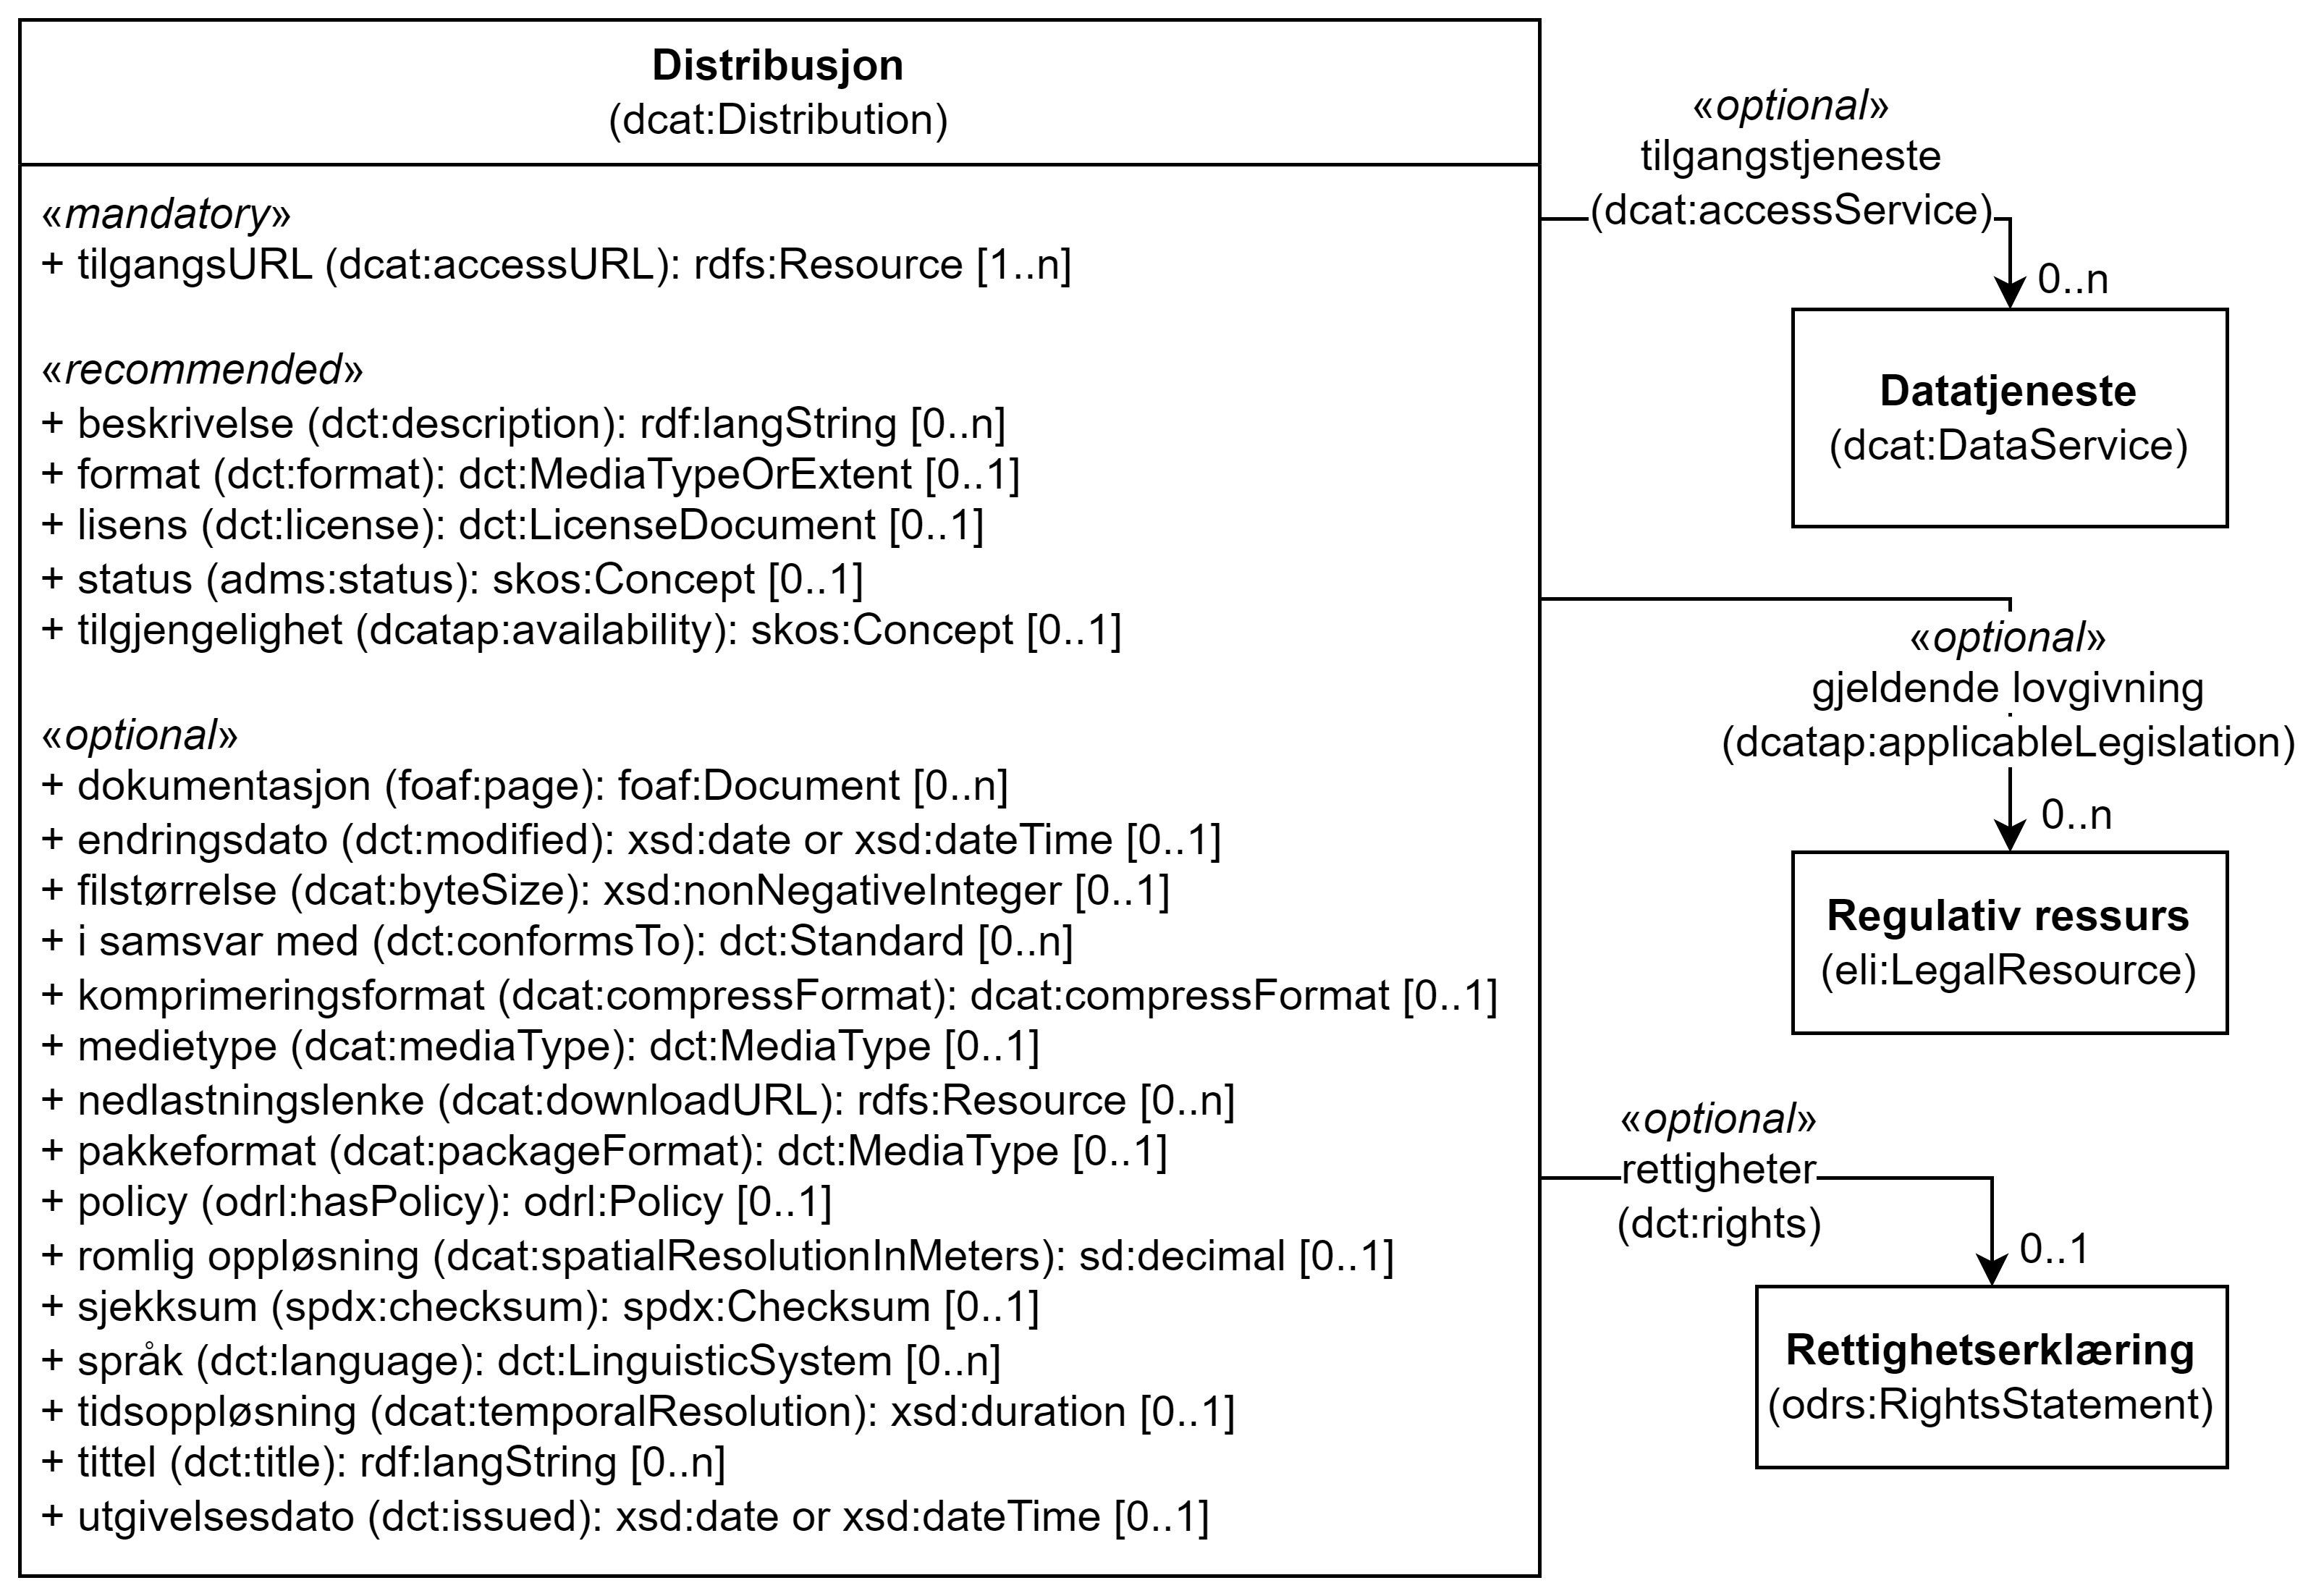 Distribusjon
(dcat:Distribution)
«mandatory»
+ tilgangsURL (dcat:accessURL): rdfs:Resource [1..n]
«recommended»
+ beskrivelse (dct:description): rdf:langString [0..n]
+ format (dct:format): dct:MediaTypeOrExtent [0..1]
+ lisens (dct:license): dct:LicenseDocument [0..1]
+ status (adms:status): skos:Concept [0..1]
+ tilgjengelighet (dcatap:availability): skos:Concept [0..1]
«optional»
+ dokumentasjon (foaf:page): foaf:Document [0..n]
+ endringsdato (dct:modified): xsd:date or xsd:dateTime [0..1]
+ filstørrelse (dcat:byteSize): xsd:nonNegativeInteger [0..1]
+ i samsvar med (dct:conformsTo): dct:Standard [0..n]
+ komprimeringsformat (dcat:compressFormat): dcat:compressFormat [0..1]
+ medietype (dcat:mediaType): dct:MediaType [0..1]
+ nedlastningslenke (dcat:downloadURL): rdfs:Resource [0..n]
+ pakkeformat (dcat:packageFormat): dct:MediaType [0..1]
+ policy (odrl:hasPolicy): odrl:Policy [0..1]
+ romlig oppløsning (dcat:spatialResolutionInMeters): sd:decimal [0..1]
+ sjekksum (spdx:checksum): spdx:Checksum [0..1]
+ språk (dct:language): dct:LinguisticSystem [0..n]
+ tidsoppløsning (dcat:temporalResolution): xsd:duration [0..1]
+ tittel (dct:title): rdf:langString [0..n]
+ utgivelsesdato (dct:issued): xsd:date or xsd:dateTime [0..1]
«optional»
tilgangstjeneste
(dcat:accessService)
0..n
Datatjeneste
(dcat:DataService)
«optional»
gjeldende lovgivning
(dcatap:applicableLegislation)
0..n
Regulativ ressurs
(eli:LegalResource)
«optional»
rettigheter
(dct:rights)
0..1
Rettighetserklæring
(odrs:RightsStatement)